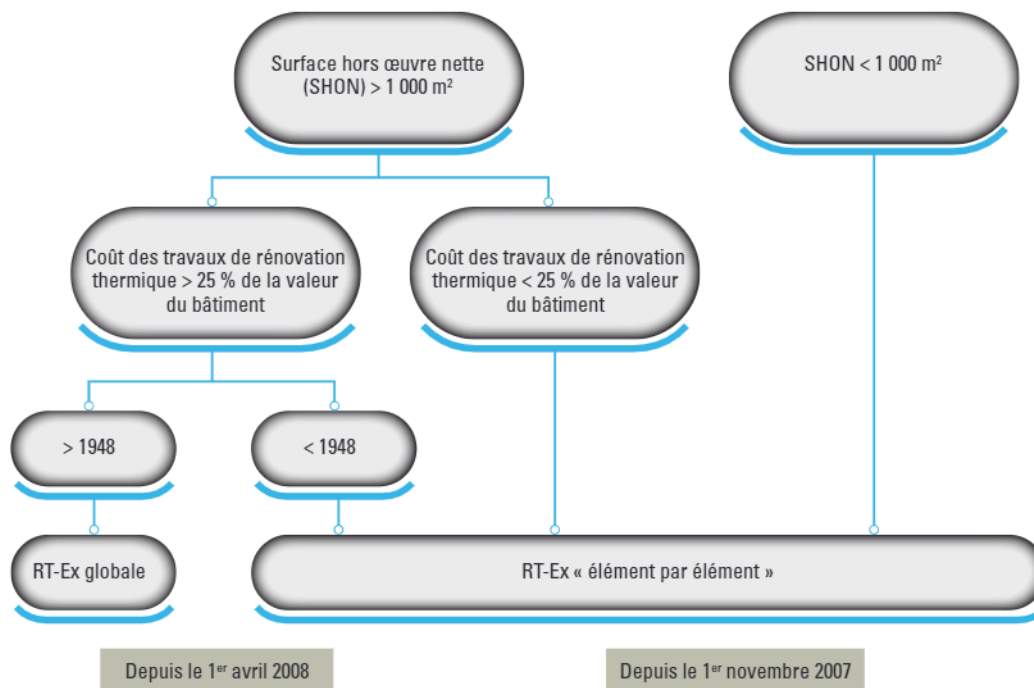 Surface hors œuvre nette
(SHON) > 1 000 m²
SHON < 1 000 m²
Coût des travaux de rénovation
thermique > 25 % de la valeur
du bâtiment
Coût des travaux de rénovation
thermique < 25 % de la valeur
du bâtiment
> 1948
< 1948
RT-Ex globale
RT-Ex « élément par élément »
Depuis le 1er avril 2008
Depuis le 1er novembre 2007